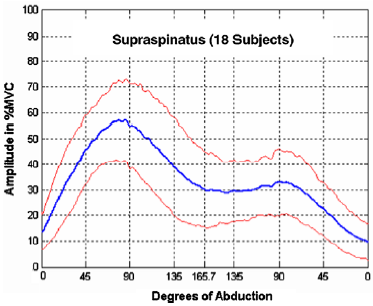 Supraspinatus (18 Subjects)
Amplitude in %MVC
100
90
80
70
60
50
40
30
20
10
0
0 45 90 135 165.7 135 90 45 0
Degrees of Abduction